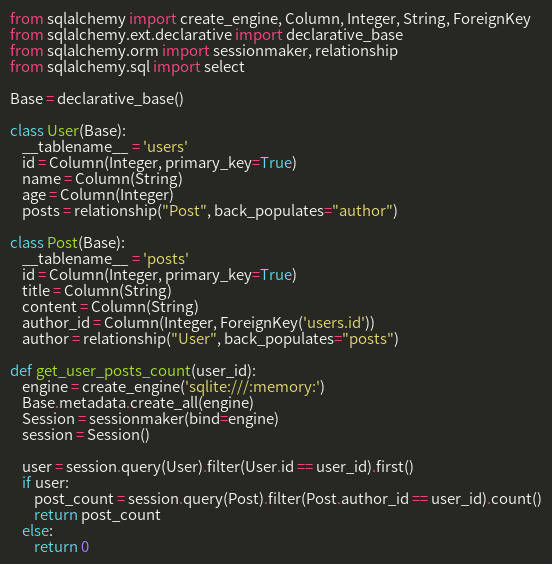 from sqlalchemy import create_engine, Column, Integer, String, ForeignKey
from sqlalchemy.ext.declarative import declarative_base
from sqlalchemy.orm import sessionmaker, relationship
from sqlalchemy.sql import select

Base = declarative_base()

class User(Base):
    __tablename__ = 'users'
    id = Column(Integer, primary_key=True)
    name = Column(String)
    age = Column(Integer)
    posts = relationship("Post", back_populates="author")

class Post(Base):
    __tablename__ = 'posts'
    id = Column(Integer, primary_key=True)
    title = Column(String)
    content = Column(String)
    author_id = Column(Integer, ForeignKey('users.id'))
    author = relationship("User", back_populates="posts")

def get_user_posts_count(user_id):
    engine = create_engine('sqlite:///:memory:')
    Base.metadata.create_all(engine)
    Session = sessionmaker(bind=engine)
    session = Session()

    user = session.query(User).filter(User.id == user_id).first()
    if user:
        post_count = session.query(Post).filter(Post.author_id == user_id).count()
        return post_count
    else:
        return 0